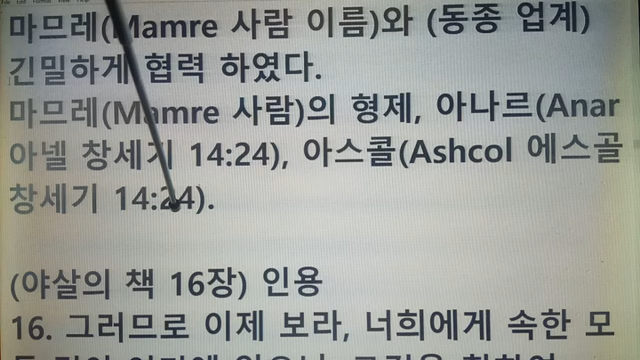 마므레(Mamre 사람 이름)와 (동종 업계)
긴밀하게 협력 하였다.
마므레(Mamre 사람)의 형제, 아나르(Anar
아넬 창세기 14:24), 아스콜(Ashcol 에스골
창세기 14:24).
(야살의 책 16장) 인용
16. 그러므로 이제 보라, 너희에게 속한 모